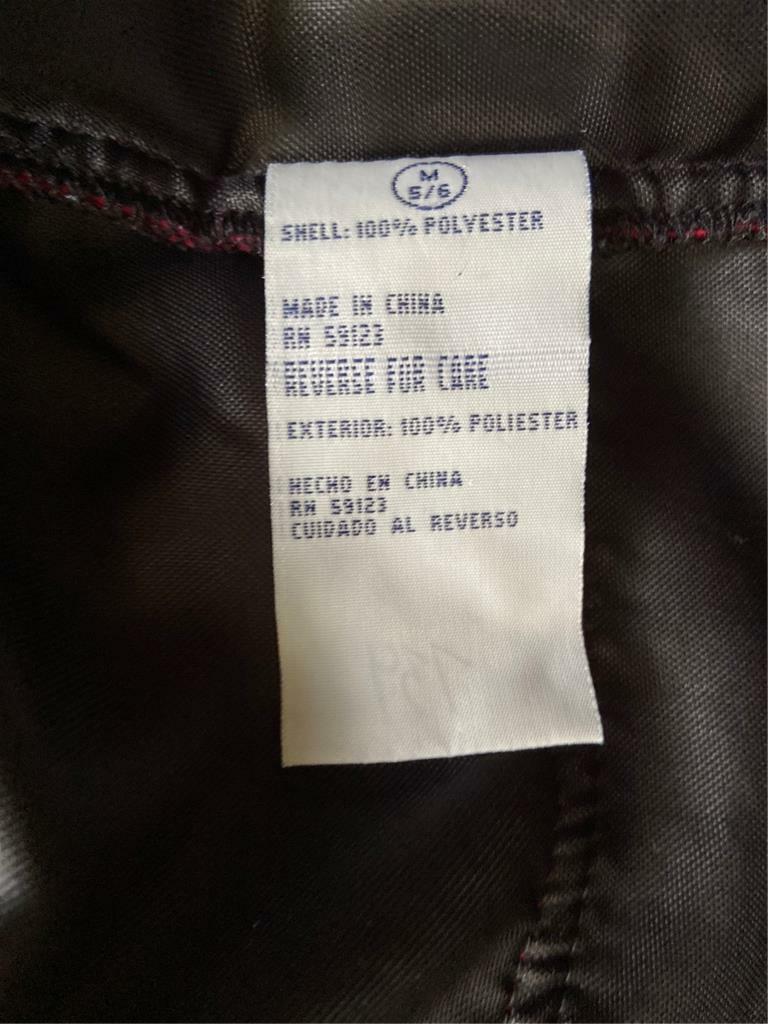 M
5/6
SHELL: 100% POLYESTER
MADE IN CHINA
RN 59123
REVERSE FOR CARE
EXTERIOR: 100% POLIESTER
HECHO EN CHINA
RN 59123
CUIDADO AL REVERSO